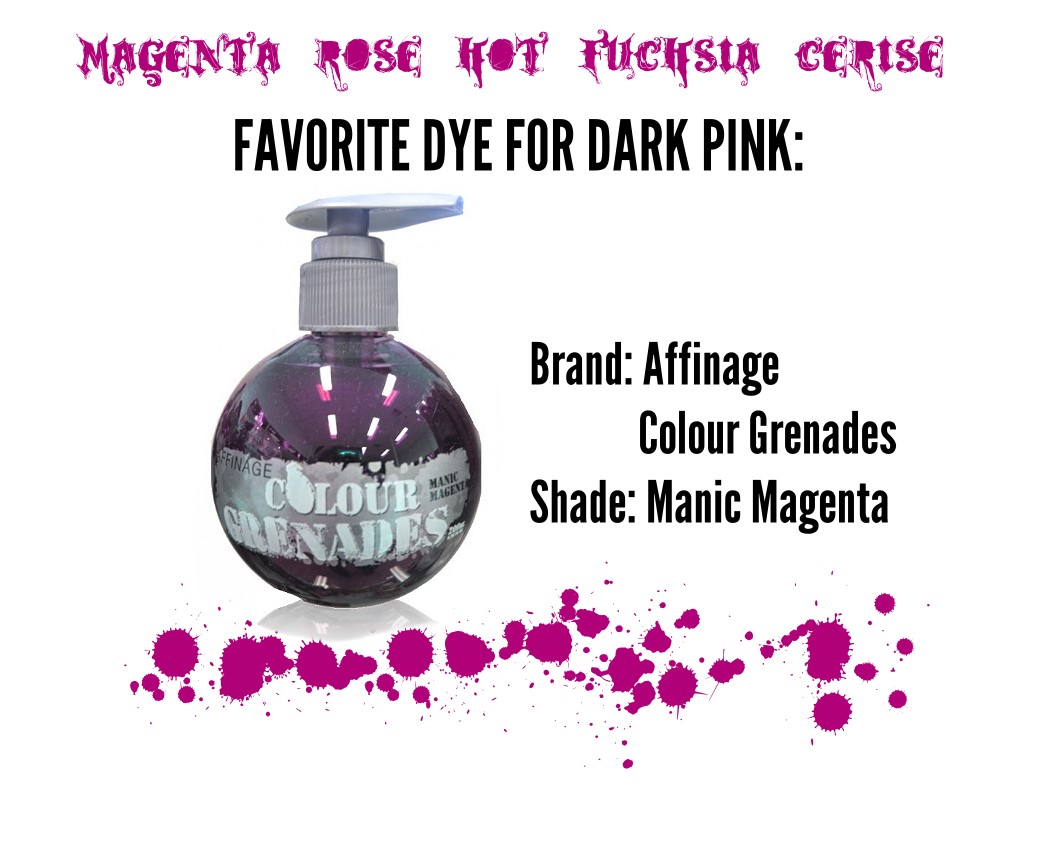 MAGENTA ROSE HOT FUCHSIA CERISE
FAVORITE DYE FOR DARK PINK:
Brand: Affinage
Colour Grenades
Shade: Manic Magenta
AFFINAGE
COLOUR
MANIC
MAGENTA
GRENADES